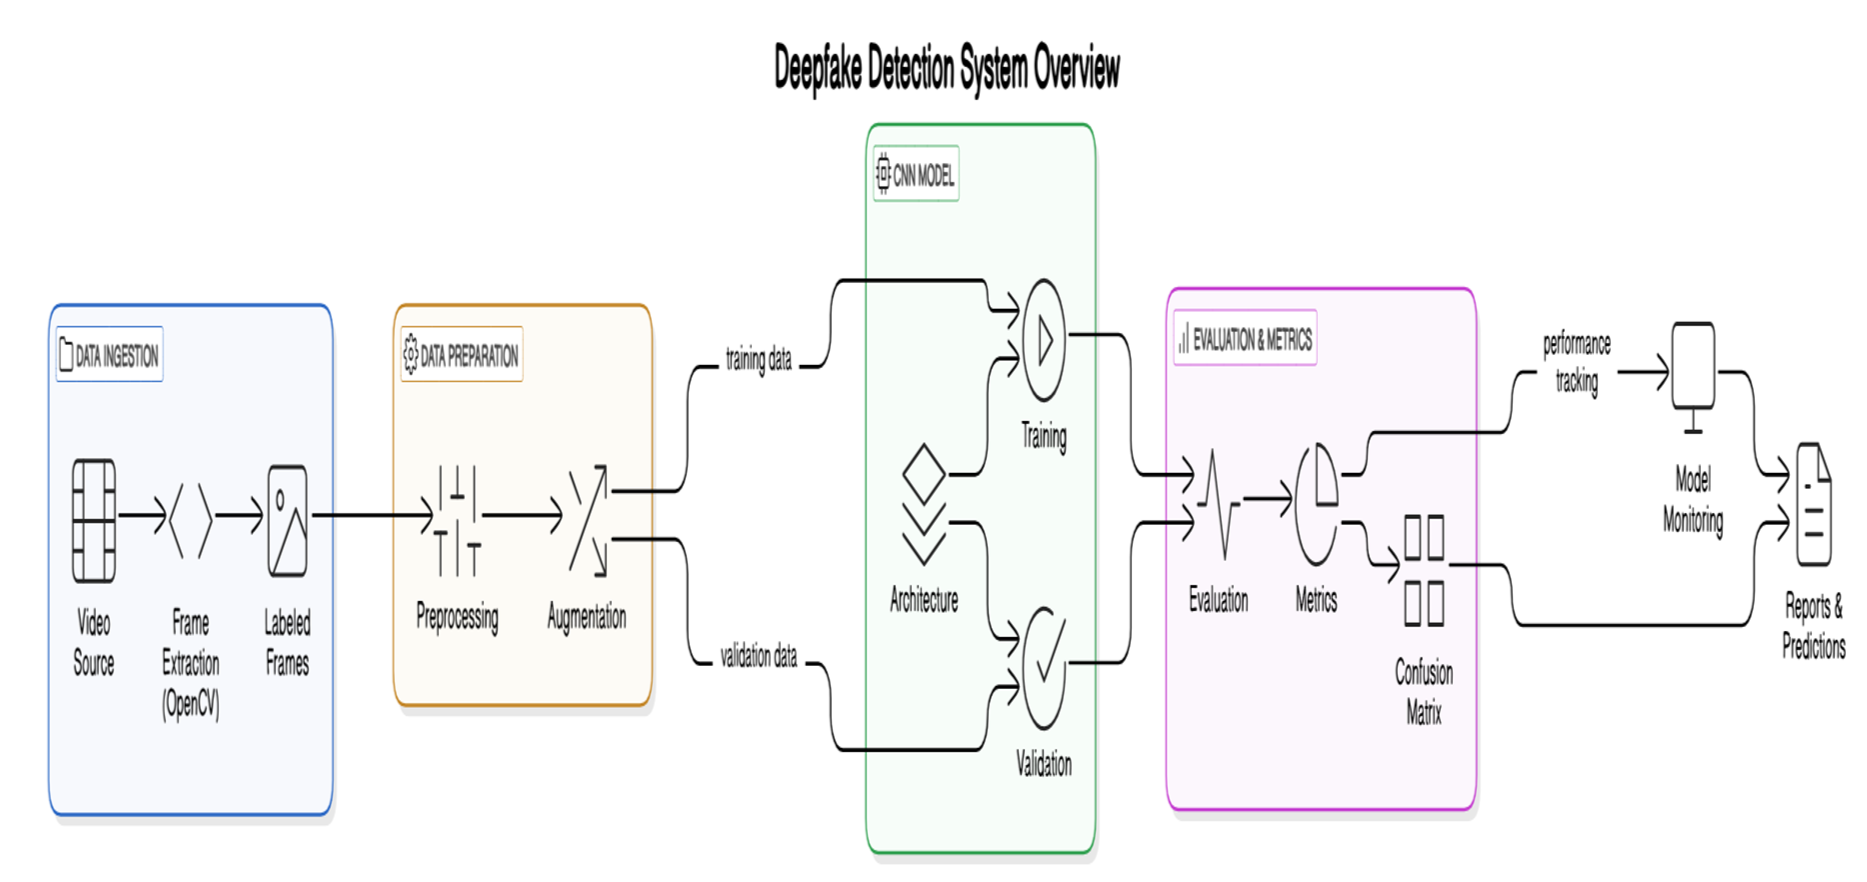 Deepfake Detection System Overview
CNN MODEL
DATA INGESTION
DATA PREPARATION
EVALUATION & METRICS
training data
performance
tracking
Training
Model
Monitoring
Video
Source
Frame
Extraction
(OpenCV)
Labeled
Frames
Preprocessing
Augmentation
validation data
Architecture
Validation
Evaluation
Metrics
Confusion
Matrix
Reports &
Predictions